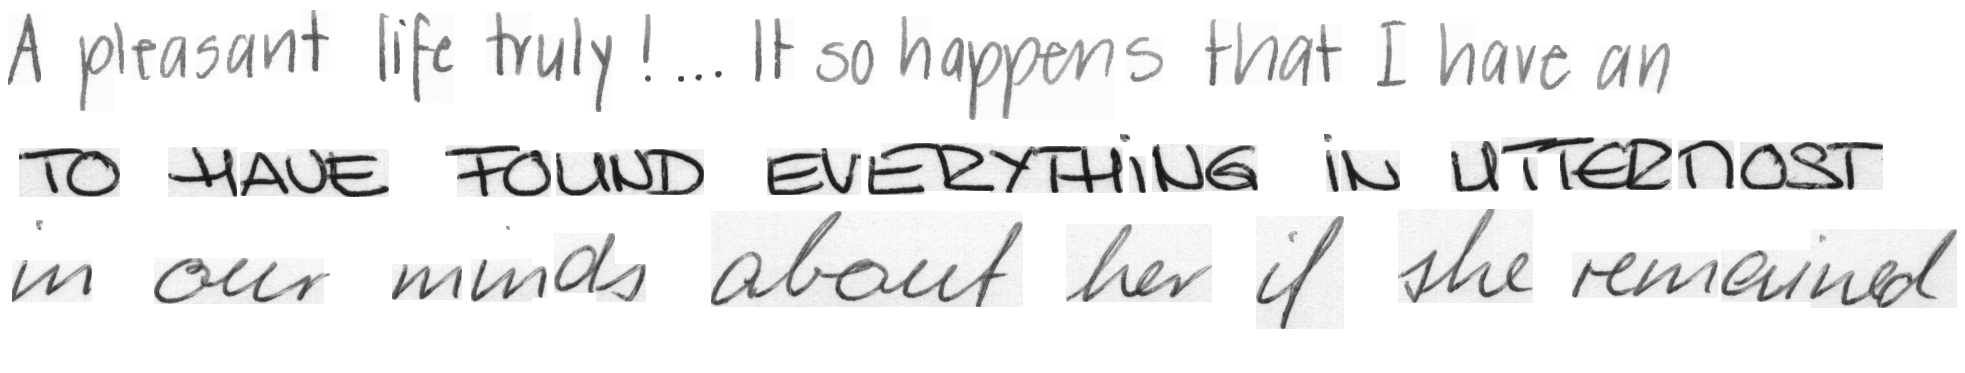 A pleasant life truly!... It so happens that I have an
TO HAVE FOUND EVERYTHING iN UTTERMOST
in our minds about her if she remained